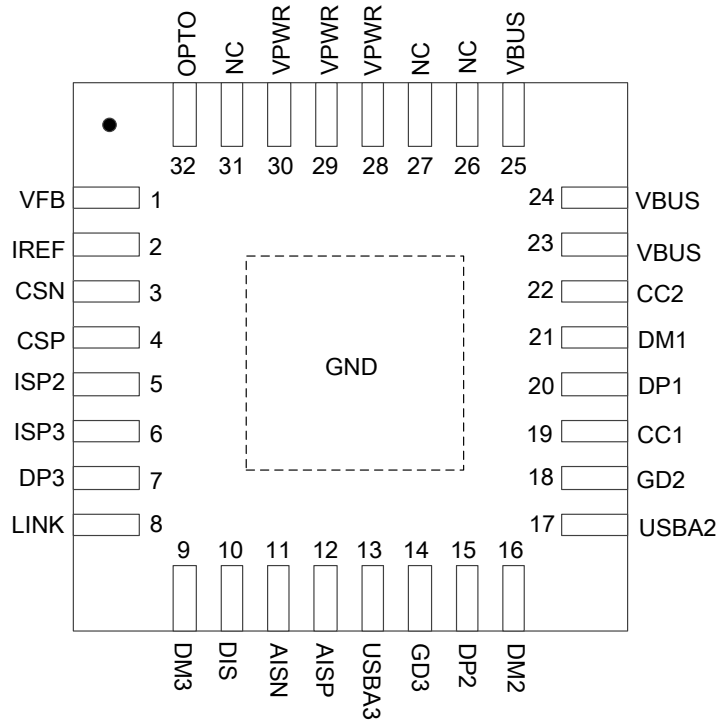 OPTO NC VPWR VPWR VPWR NC NC VBUS
32 31 30 29 28 27 26 25
VFB 1 24 VBUS
IREF 2 23 VBUS
CSN 3 22 CC2
CSP 4 21 DM1
ISP2 5 20 DP1
GND
ISP3 6 19 CC1
DP3 7 18 GD2
LINK 8 17 USBA2
9 10 11 12 13 14 15 16
DM3 DIS AISN AISP USBA3 GD3 DP2 DM2